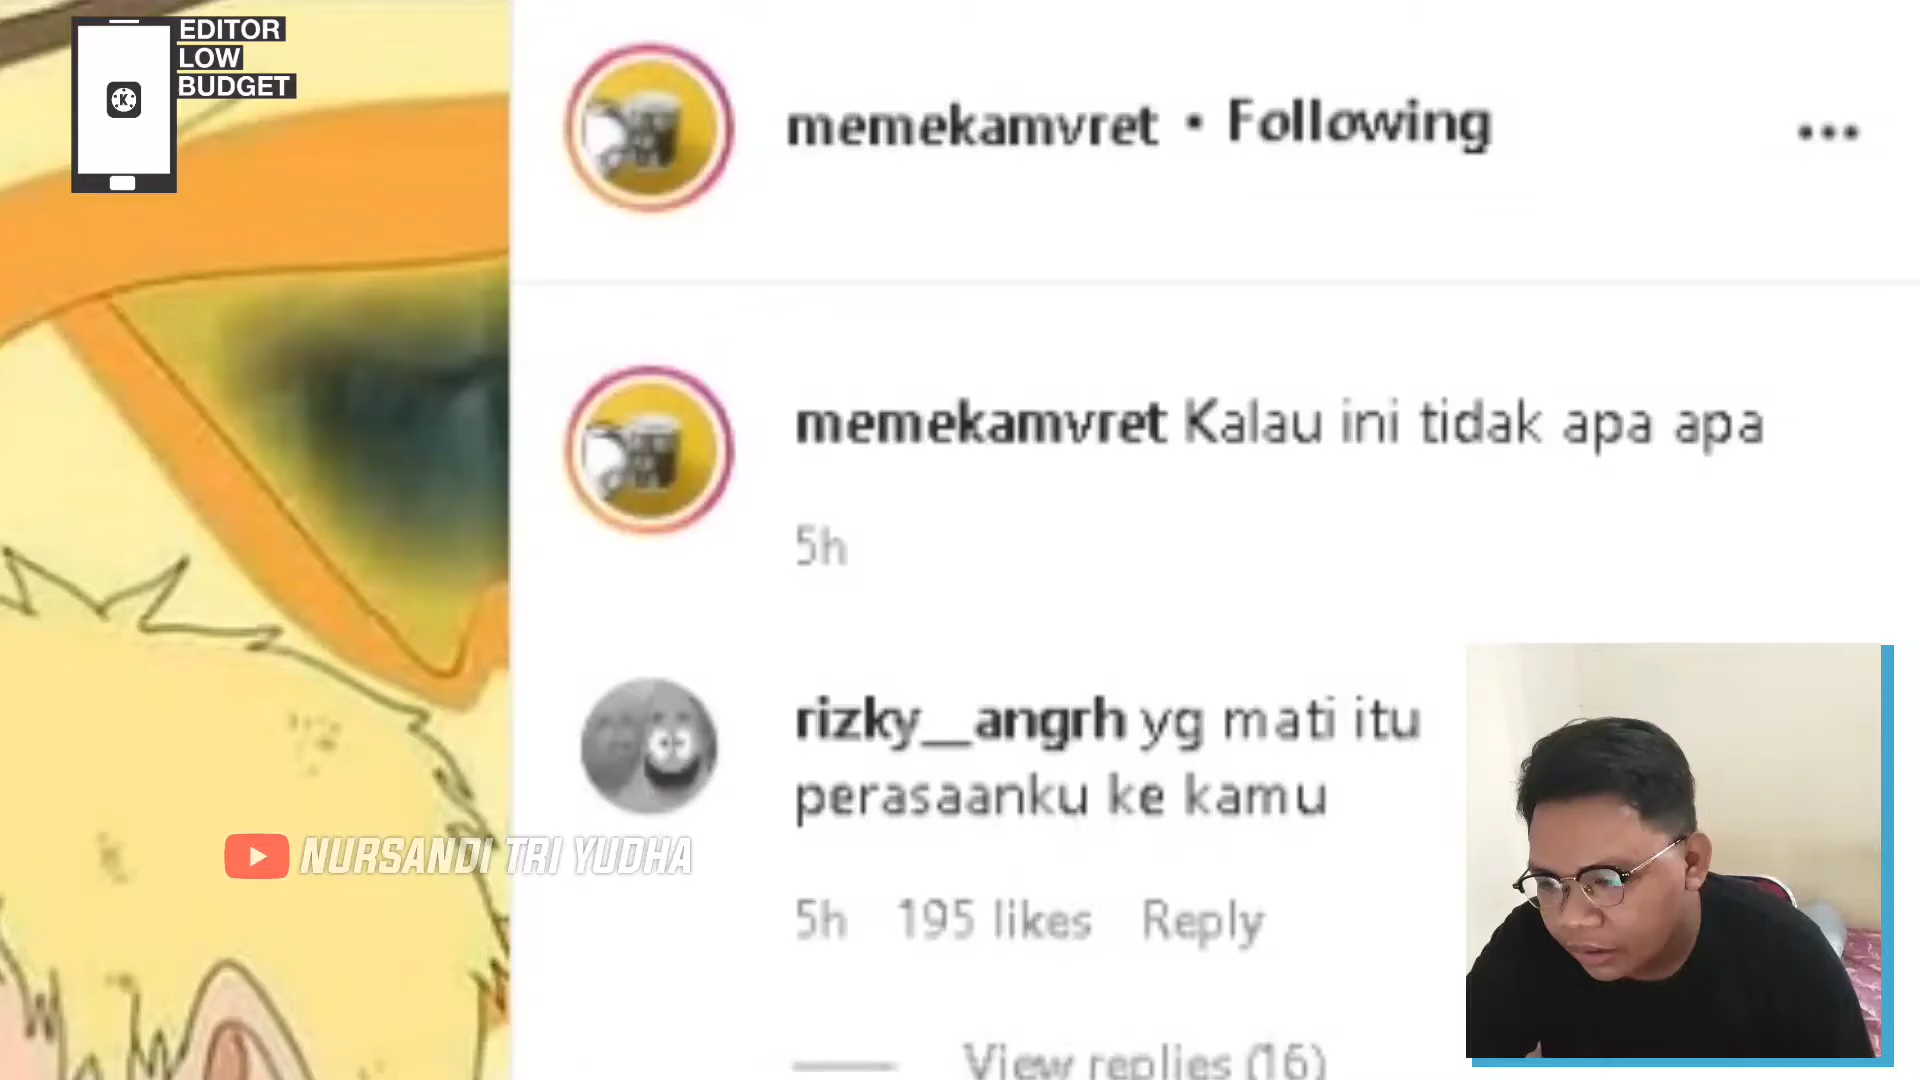 EDITOR
LOW
BUDGET
K
memekamvret • Following
memekamvret Kalau ini tidak apa apa
5h
rizky__angrh yg mati itu
perasaanku ke kamu
NURSANDI TRI YUDHA
5h 195 likes Reply
View replies (16)